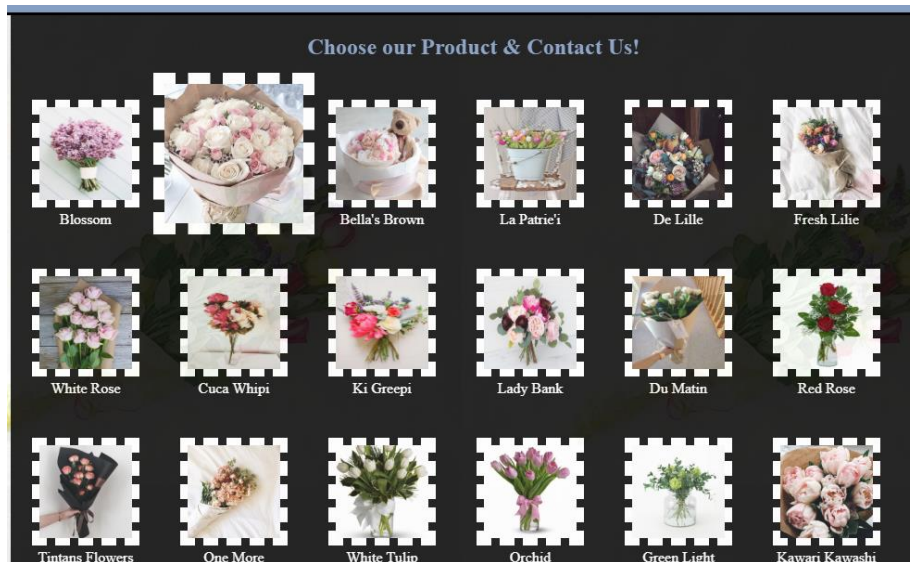 Choose our Product & Contact Us!
Blossom
Bella's Brown
La Patrie'i
De Lille
Fresh Lilie
White Rose
Cuca Whipi
Ki Greepi
Lady Bank
Du Matin
Red Rose
Tintans Flowers
One More
White Tulip
Orchid
Green Light
Kawari Kawashi